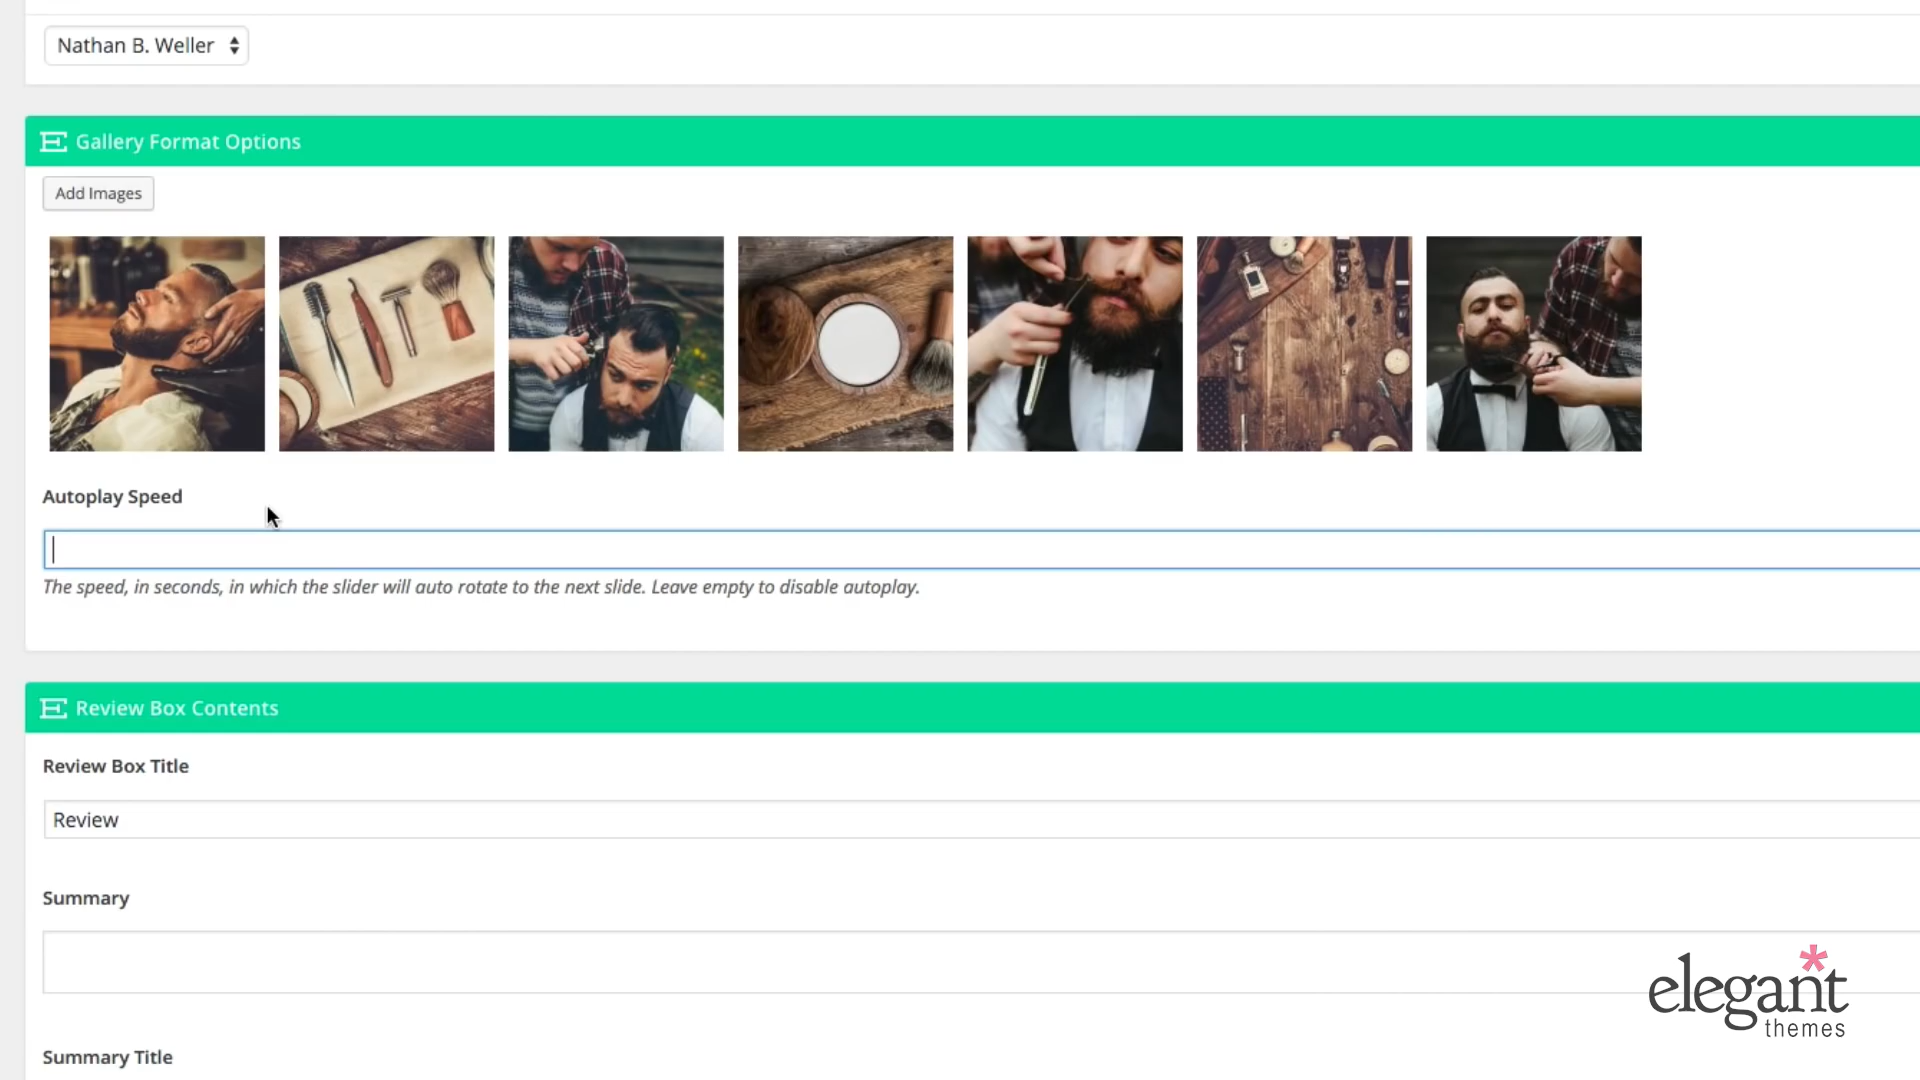 Nathan B. Weller
Gallery Format Options
Add Images
Autoplay Speed
The speed, in seconds, in which the slider will auto rotate to the next slide. Leave empty to disable autoplay.
Review Box Contents
Review Box Title
Review
Summary
elegant
themes
Summary Title